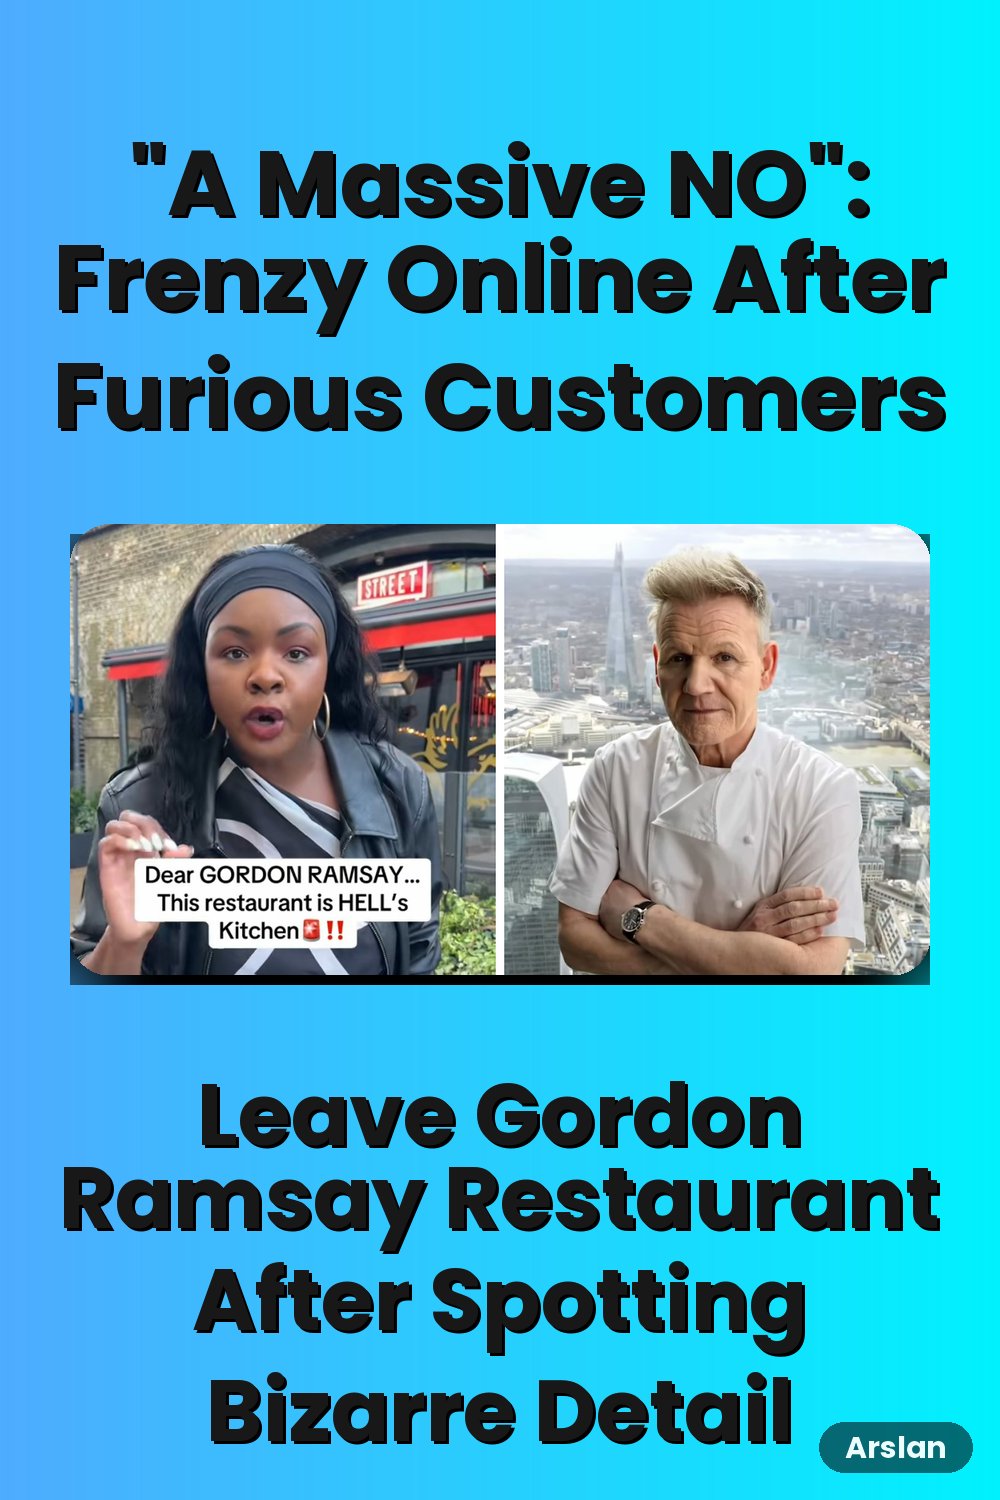 "A Massive NO":
Frenzy Online After
Furious Customers
STREET
Dear GORDON RAMSAY...
This restaurant is HELL's
Kitchen🚨‼️
Leave Gordon
Ramsay Restaurant
After Spotting
Bizarre Detail
Arslan